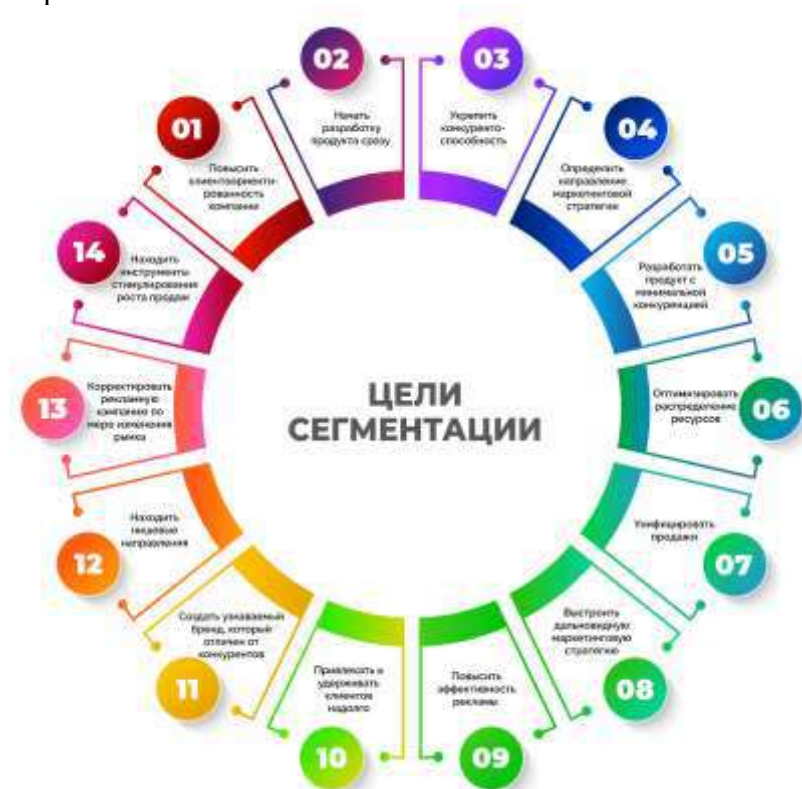 ЦЕЛИ
СЕГМЕНТАЦИИ
01
Повысить
клиентоориенти-
рованность
компании
02
Начать
разработку
продукта сразу
03
Укрепить
конкуренто-
способность
04
Определить
направление
маркетинговой
стратегии
05
Разработать
продукт с
минимальной
конкуренцией
06
Оптимизировать
распределение
ресурсов
07
Унифицировать
продажи
08
Выстроить
дальновидную
маркетинговую
стратегию
09
Повысить
эффективность
рекламы
10
Привлекать и
удерживать
клиентов
надолго
11
Создать узнаваемый
бренд, который
отличен от
конкурентов
12
Находить
нишевые
направления
13
Корректировать
рекламную
кампанию по
мере изменения
рынка
14
Находить
инструменты
стимулирования
роста продаж